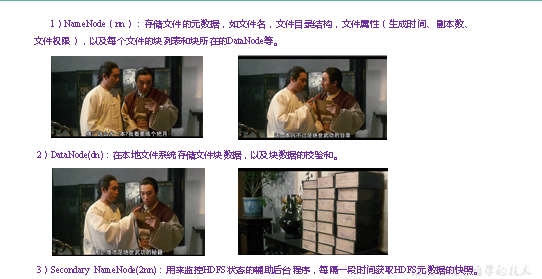 1）NameNode（nn）：存储文件的元数据，如文件名，文件目录结构，文件属性（生成时间、副本数、
文件权限），以及每个文件的块列表和块所在的DataNode等。
2）DataNode(dn)：在本地文件系统存储文件块数据，以及块数据的校验和。
3）Secondary NameNode(2nn)：用来监控HDFS状态的辅助后台程序，每隔一段时间获取HDFS元数据的快照。